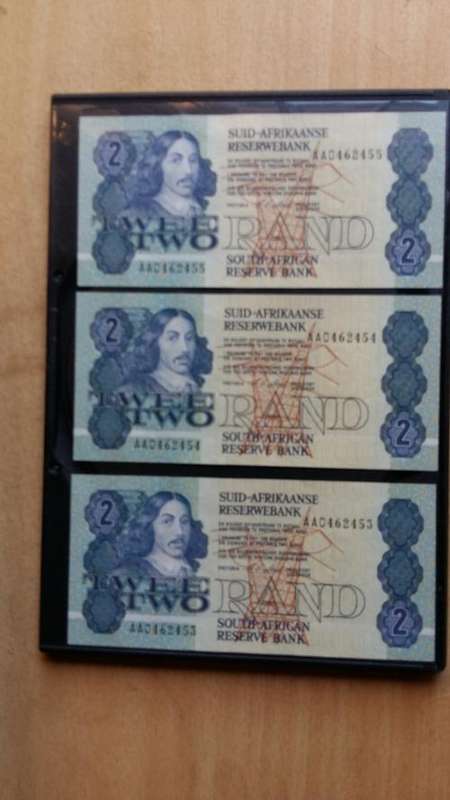 2
SUID-AFRIKAANSE
RESERWEBANK
AA0462455
TWEE
TWO RAND
2
AA0462455
SOUTH AFRICAN
RESERVE BANK
2
SUID-AFRIKAANSE
RESERWEBANK
AA0462454
TWEE
TWO RAND
2
AA0462454
SOUTH AFRICAN
RESERVE BANK
2
SUID-AFRIKAANSE
RESERWEBANK
AA0462453
TWEE
TWO RAND
2
AA0462453
SOUTH AFRICAN
RESERVE BANK